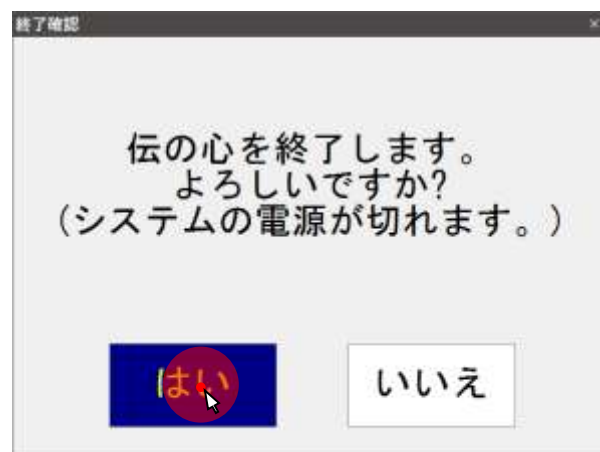 終了確認
伝の心を終了します。
よろしいですか?
(システムの電源が切れます。)
はい
いいえ